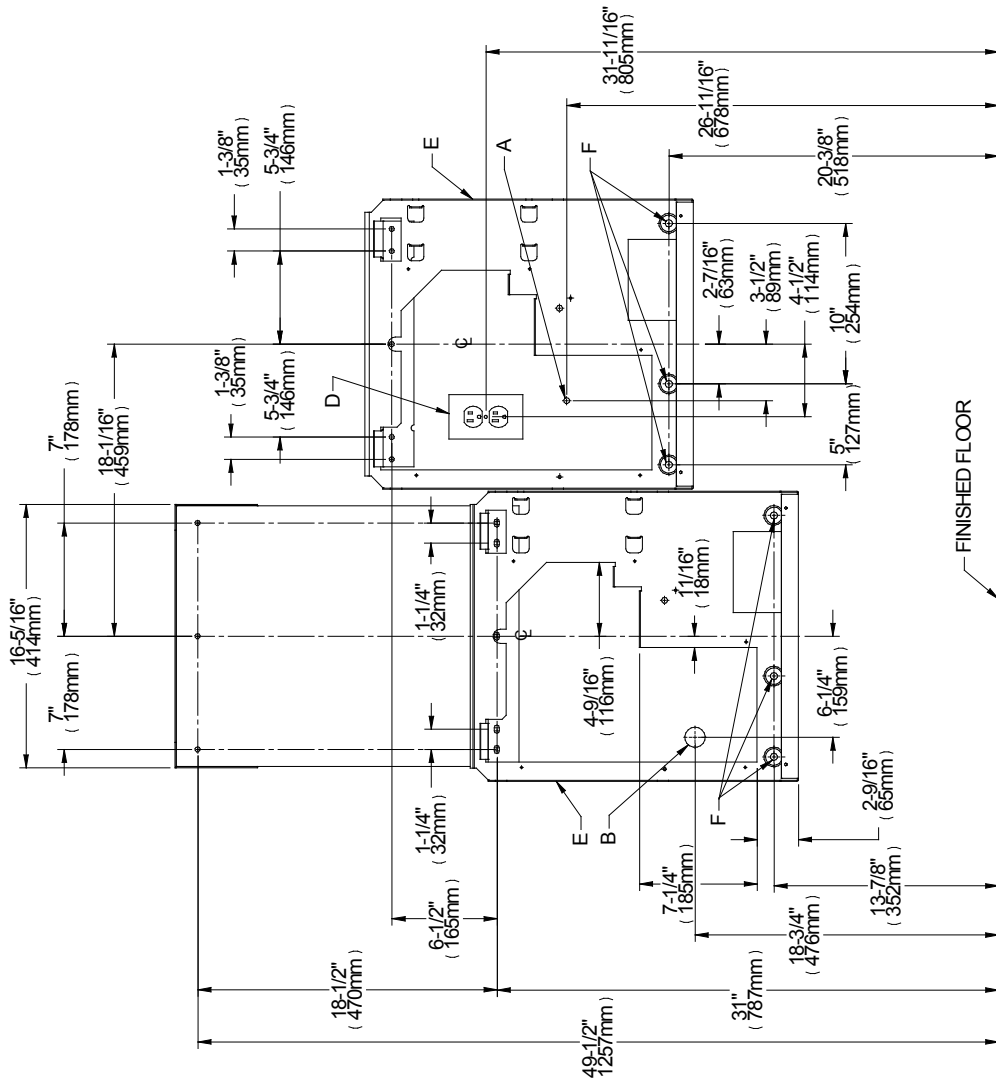 7"
( 178mm )
18-1/16"
( 459mm )
16-5/16"
( 414mm )
7"
( 178mm )
1-3/8"
( 35mm )
5-3/4"
( 146mm )
1-3/8"
( 35mm )
5-3/4"
( 146mm )
D
E
A
F
31-11/16"
( 805mm )
26-11/16"
( 678mm )
20-3/8"
( 518mm )
2-7/16"
( 63mm )
3-1/2"
( 89mm )
4-1/2"
( 114mm )
10"
( 254mm )
5"
( 127mm )
CL
1-1/4"
( 32mm )
1-1/4"
( 32mm )
CL
4-9/16"
( 116mm )
11/16"
( 18mm )
6-1/4"
( 159mm )
E
B
F
6-1/2"
( 165mm )
18-1/2"
( 470mm )
49-1/2"
( 1257mm )
31"
( 787mm )
7-1/4"
( 185mm )
18-3/4"
( 476mm )
13-7/8"
( 352mm )
2-9/16"
( 65mm )
FINISHED FLOOR